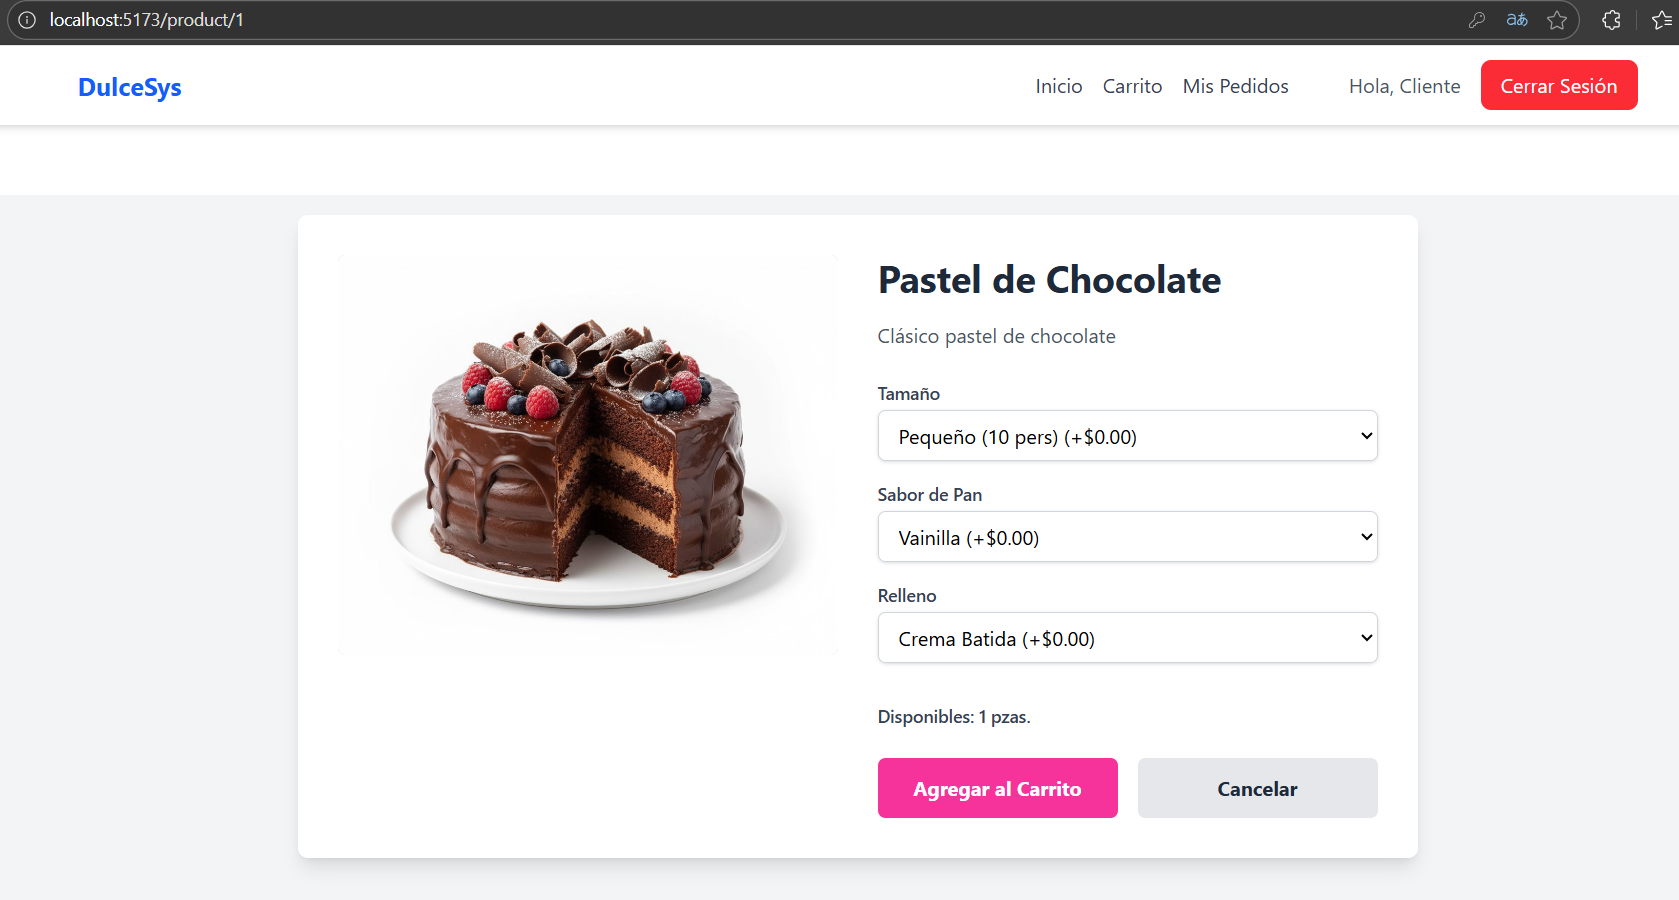 localhost:5173/product/1
DulceSys
Inicio Carrito Mis Pedidos Hola, Cliente Cerrar Sesión
Pastel de Chocolate
Clásico pastel de chocolate
Tamaño
Pequeño (10 pers) (+$0.00)
Sabor de Pan
Vainilla (+$0.00)
Relleno
Crema Batida (+$0.00)
Disponibles: 1 pzas.
Agregar al Carrito Cancelar